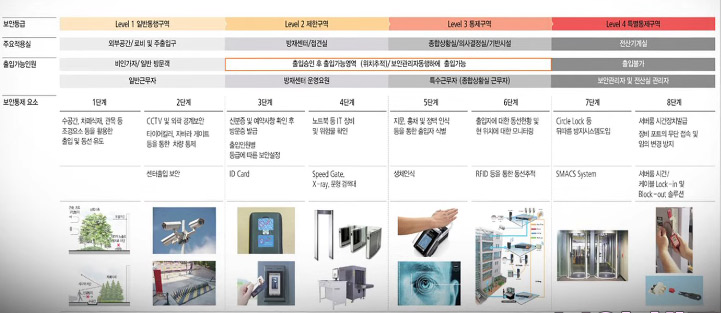 보안등급
Level 1 일반통행구역
Level 2 제한구역
Level 3 통제구역
Level 4 특별통제구역
주요적용실
외부공간/ 로비 및 주출입구
방재센터/접견실
종합상황실/의사결정실/기반시설
전산기계실
출입가능인원
비인가자/ 일반 방문객
출입승인 후 출입가능영역 (위치추적)/ 보안관리자동행하에 출입가능
출입불가
일반근무자
방재센터 운영요원
특수근무자 (종합상황실 근무자)
보안관리자 및 전산실 관리자
보안통제 요소
1단계
2단계
3단계
4단계
5단계
6단계
7단계
8단계
수공간, 차폐식재, 관목 등
조경요소 등을 활용한
출입 및 동선 유도
CCTV 및 외곽 경계보안
타이어킬러, 차바라 게이트
등을 통한 차량 통제
신분증 및 예약사항 확인 후
방문증 발급
출입인원별
등급에 따른 보안설정
노트북 등 IT 장비
및 위험물 확인
지문, 홍채 및 정맥 인식
등을 통한 출입자 식별
출입자에 대한 동선현황 및
현 위치에 대한 모니터링
Circle Lock 등
뒤따름 방지시스템도입
서버룸 시건장치발급
장비 포트의 무단 접속 및
임의 변경 방지
센터출입 보안
ID Card
Speed Gate,
X-ray, 문형 검색대
생체인식
RFID 등을 통한 동선추적
SMACS System
서버룸 시건/
케이블 Lock-in 및
Block-out 솔루션